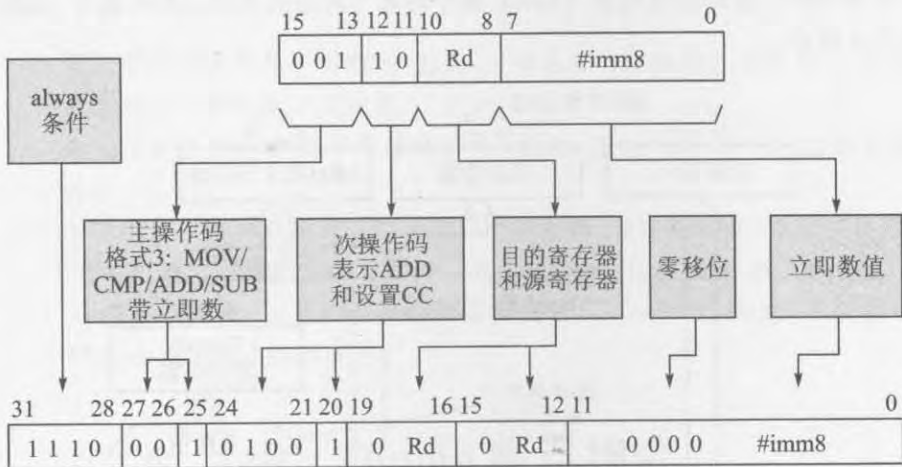 15 13 12 11 10 8 7 0
0 0 1 1 0 Rd #imm8
always
条件
主操作码
格式3: MOV/
CMP/ADD/SUB
带立即数
次操作码
表示ADD
和设置CC
目的寄存器
和源寄存器
零移位
立即数值
31 28 27 26 25 24 21 20 19 16 15 12 11 0
1 1 1 0 0 0 1 0 1 0 0 1 0 Rd 0 Rd 0 0 0 0 #imm8